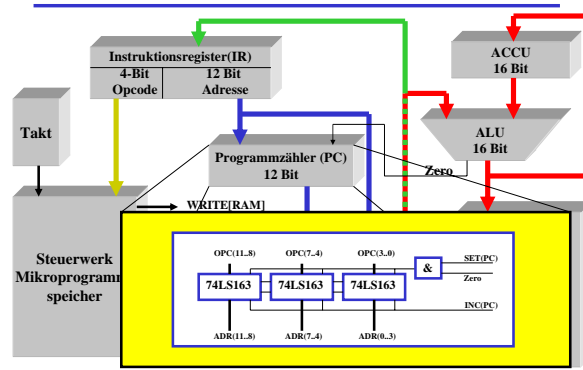 Instruktionsregister(IR)
4-Bit
Opcode
12 Bit
Adresse
ACCU
16 Bit
Takt
ALU
16 Bit
Programmzähler (PC)
12 Bit
Zero
WRITE[RAM]
Steuerwerk
Mikroprogramm
speicher
OPC(11..8)
OPC(7..4)
OPC(3..0)
&
SET(PC)
Zero
74LS163
74LS163
74LS163
INC(PC)
ADR(11..8)
ADR(7..4)
ADR(0..3)